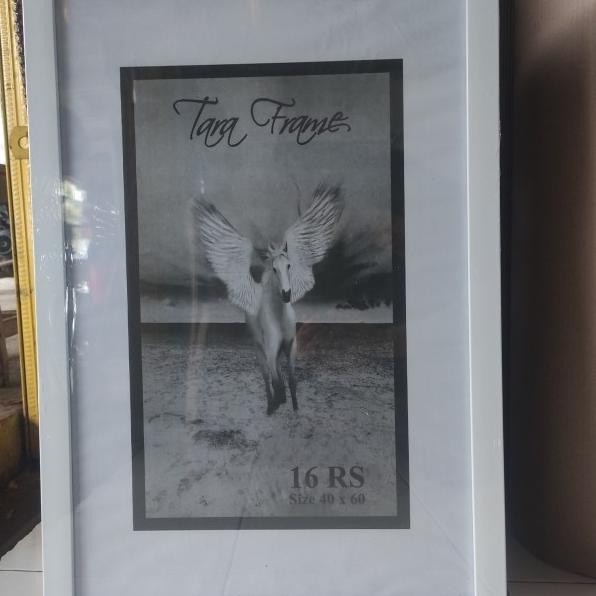 Tara Frame
16 RS
Size 40 x 60